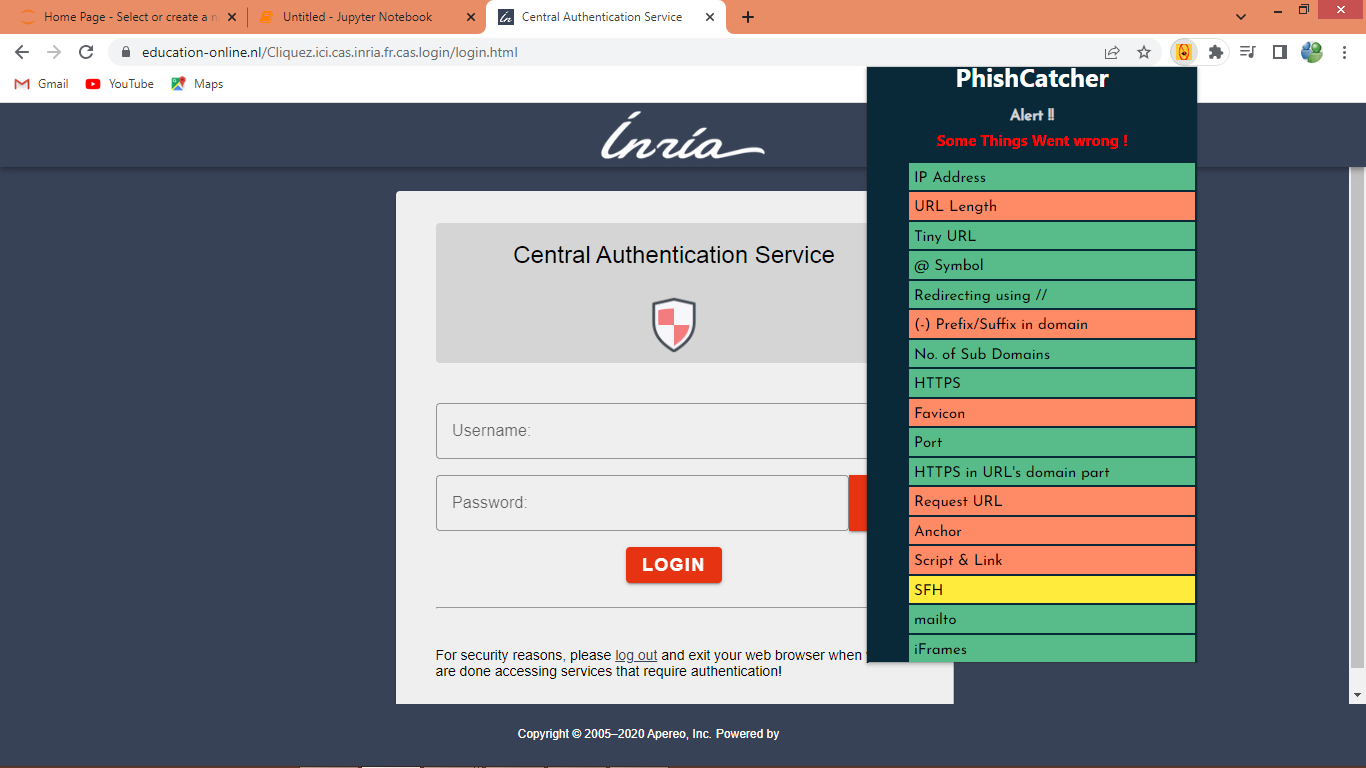 Home Page - Select or create a n
Untitled - Jupyter Notebook
Central Authentication Service
education-online.nl/Cliquez.ici.cas.inria.fr.cas.login/login.html
Gmail
YouTube
Maps
Inria
Central Authentication Service
Username:
Password:
LOGIN
For security reasons, please log out and exit your web browser when
are done accessing services that require authentication!
Copyright © 2005–2020 Apereo, Inc. Powered by
PhishCatcher
Alert !!
Some Things Went wrong !
IP Address
URL Length
Tiny URL
@ Symbol
Redirecting using //
(-) Prefix/Suffix in domain
No. of Sub Domains
HTTPS
Favicon
Port
HTTPS in URL's domain part
Request URL
Anchor
Script & Link
SFH
mailto
iFrames